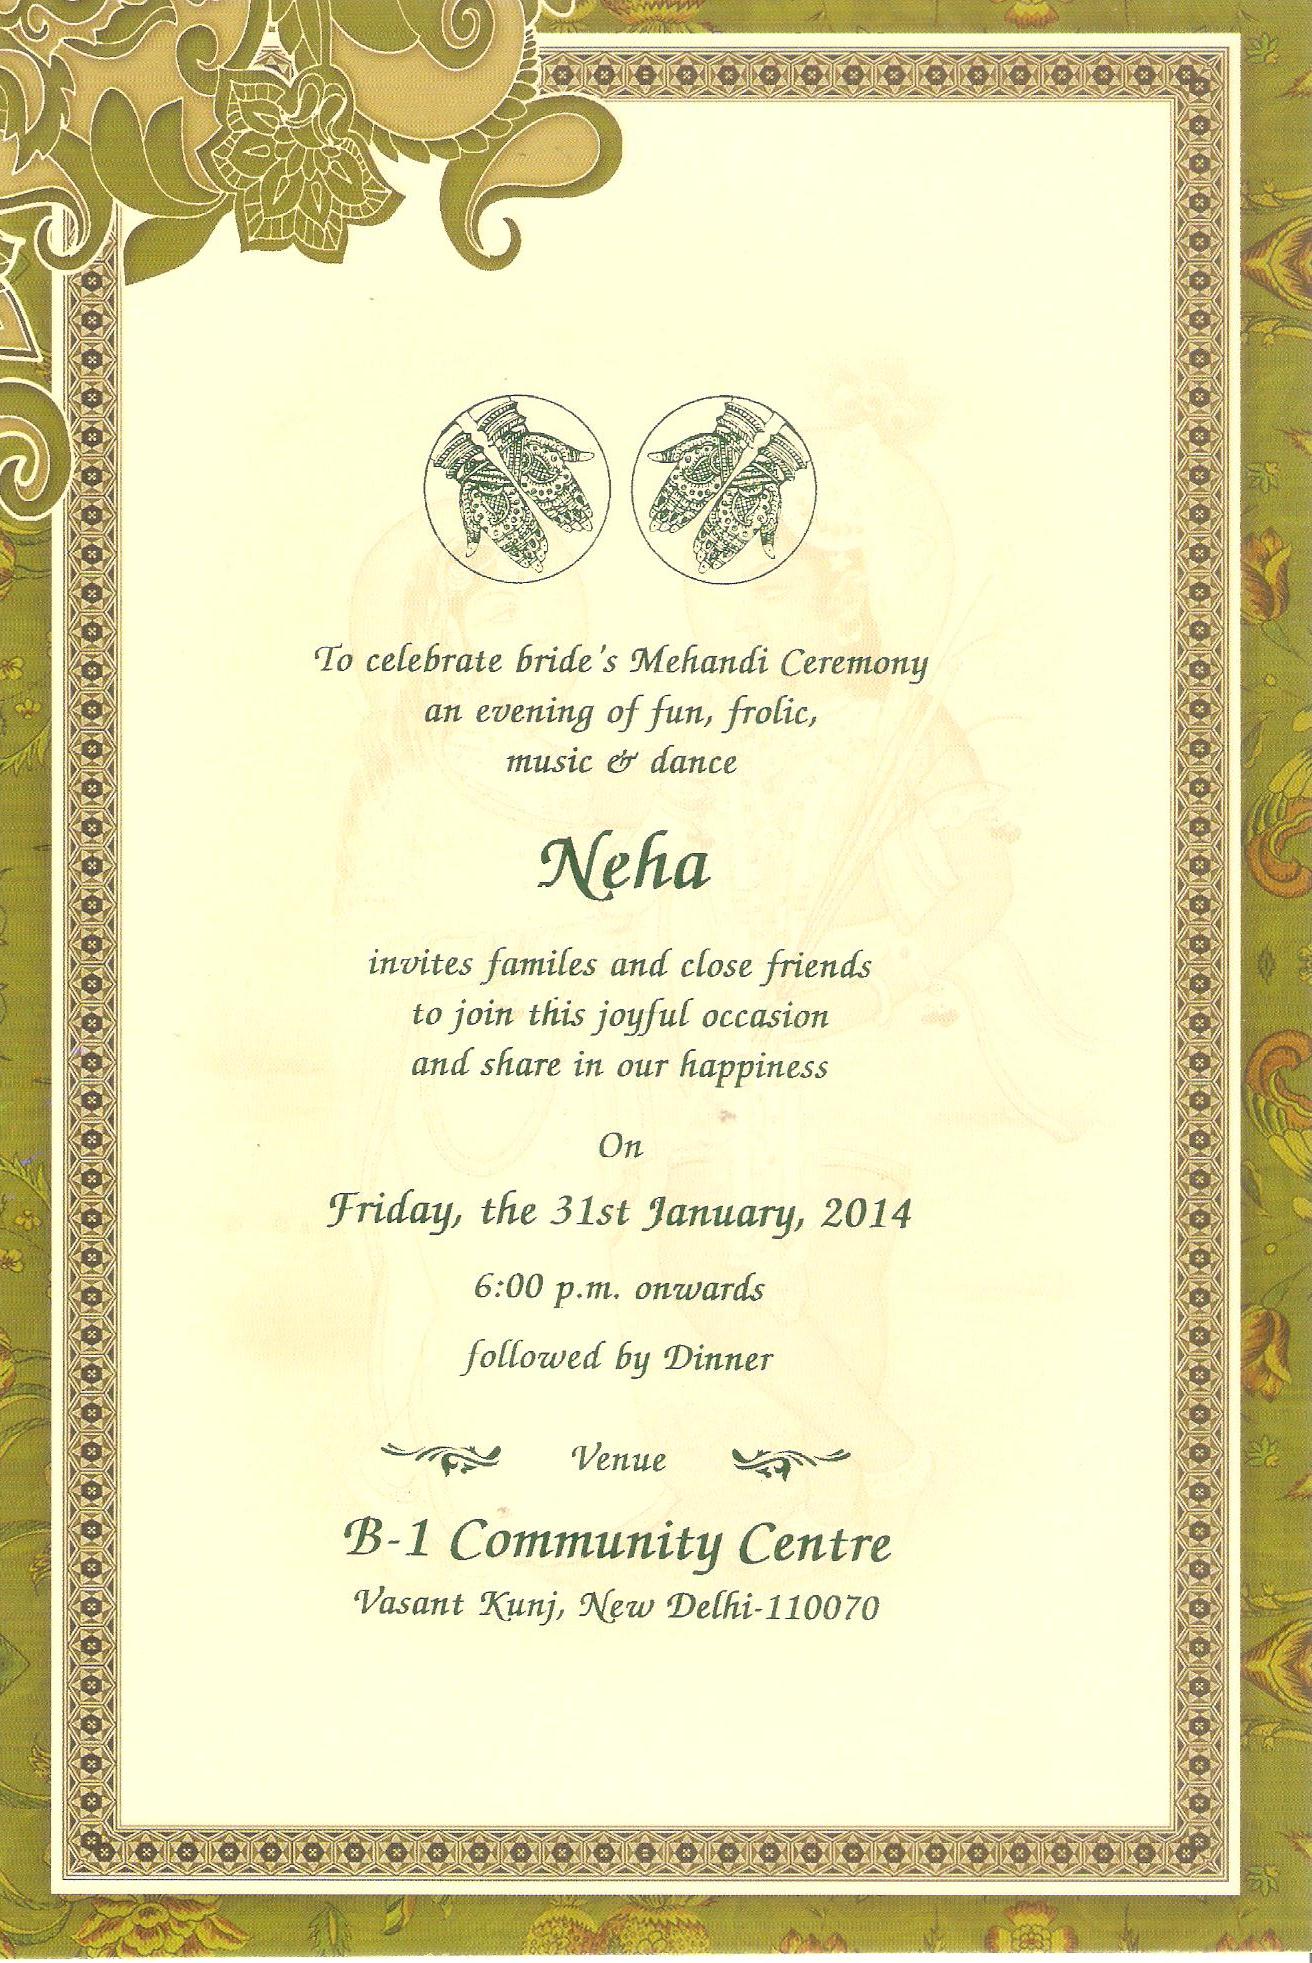 To celebrate bride's Mehandi Ceremony
an evening of fun, frolic,
music & dance
Neha
invites familes and close friends
to join this joyful occasion
and share in our happiness
On
Friday, the 31st January, 2014
6:00 p.m. onwards
followed by Dinner
Venue
B-1 Community Centre
Vasant Kunj, New Delhi-110070